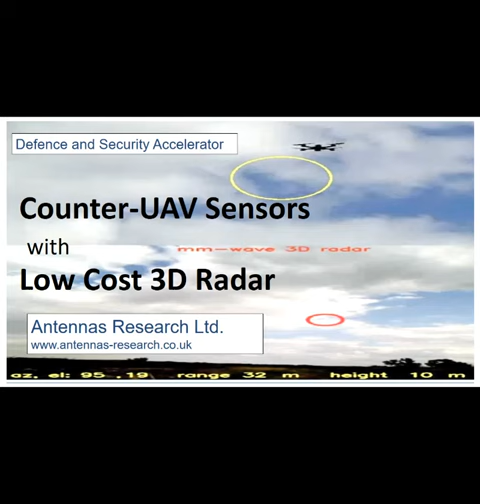 Defence and Security Accelerator
Counter-UAV Sensors
with
mm-wave 3D radar
Low Cost 3D Radar
Antennas Research Ltd.
www.antennas-research.co.uk
az, el: 95 ,19 range 32 m height 10 m